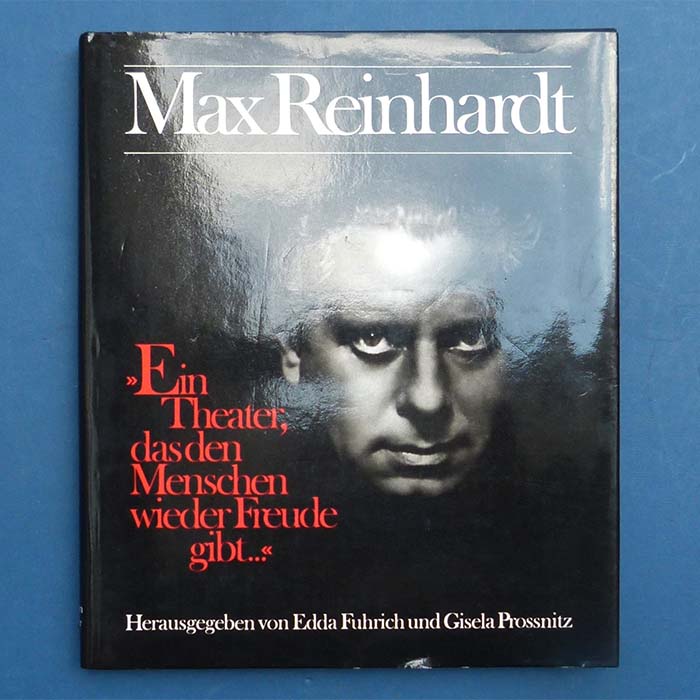 Max Reinhardt
»Ein
Theater,
das den
Menschen
wieder Freude
gibt...«
Herausgegeben von Edda Fuhrich und Gisela Prossnitz